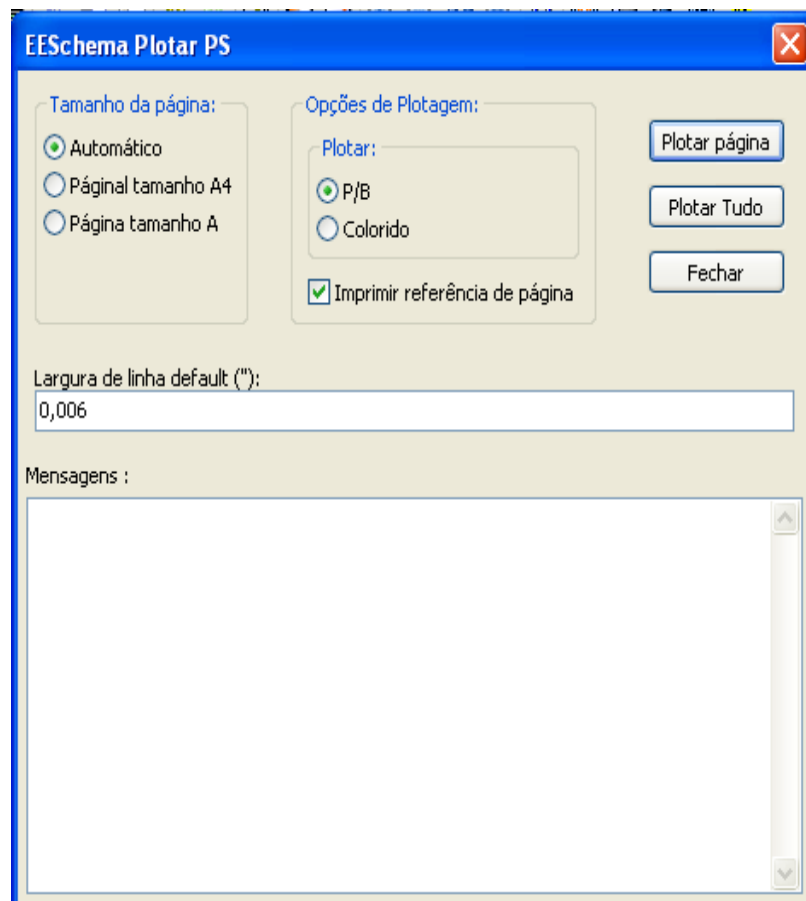 EESchema Plotar PS
Tamanho da página:
Automático
Páginal tamanho A4
Página tamanho A
Opções de Plotagem:
Plotar:
P/B
Colorido
Imprimir referência de página
Plotar página
Plotar Tudo
Fechar
Largura de linha default ("):
0,006
Mensagens :